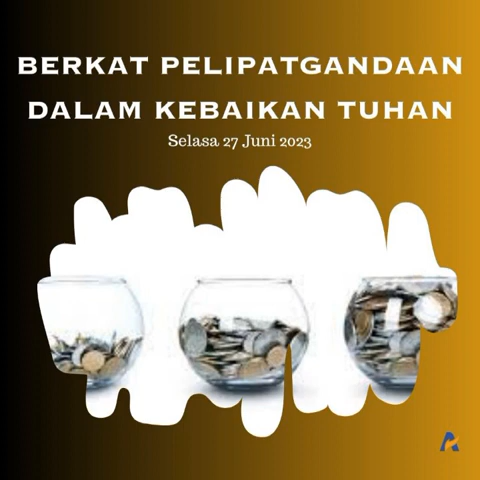 BERKAT PELIPATGANDAAN
DALAM KEBAIKAN TUHAN
Selasa 27 Juni 2023